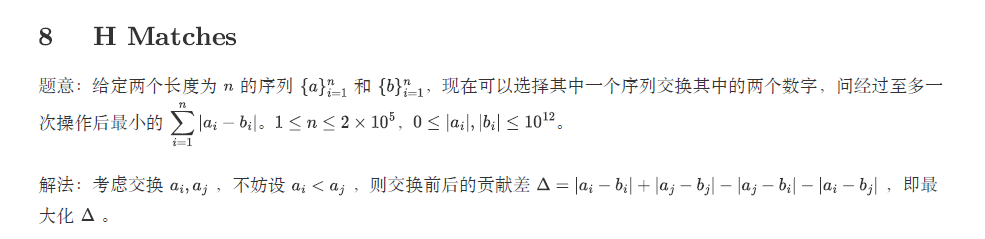 8 H Matches
题意：给定两个长度为 $n$ 的序列 $\{a\}_{i=1}^n$ 和 $\{b\}_{i=1}^n$，现在可以选择其中一个序列交换其中的两个数字，问经过至多一
次操作后最小的 $\sum_{i=1}^n |a_i - b_i|$。$1 \le n \le 2 \times 10^5$，$0 \le |a_i|, |b_i| \le 10^{12}$。
解法：考虑交换 $a_i, a_j$ ，不妨设 $a_i < a_j$ ，则交换前后的贡献差 $\Delta = |a_i - b_i| + |a_j - b_j| - |a_j - b_i| - |a_i - b_j|$ ，即最
大化 $\Delta$ 。